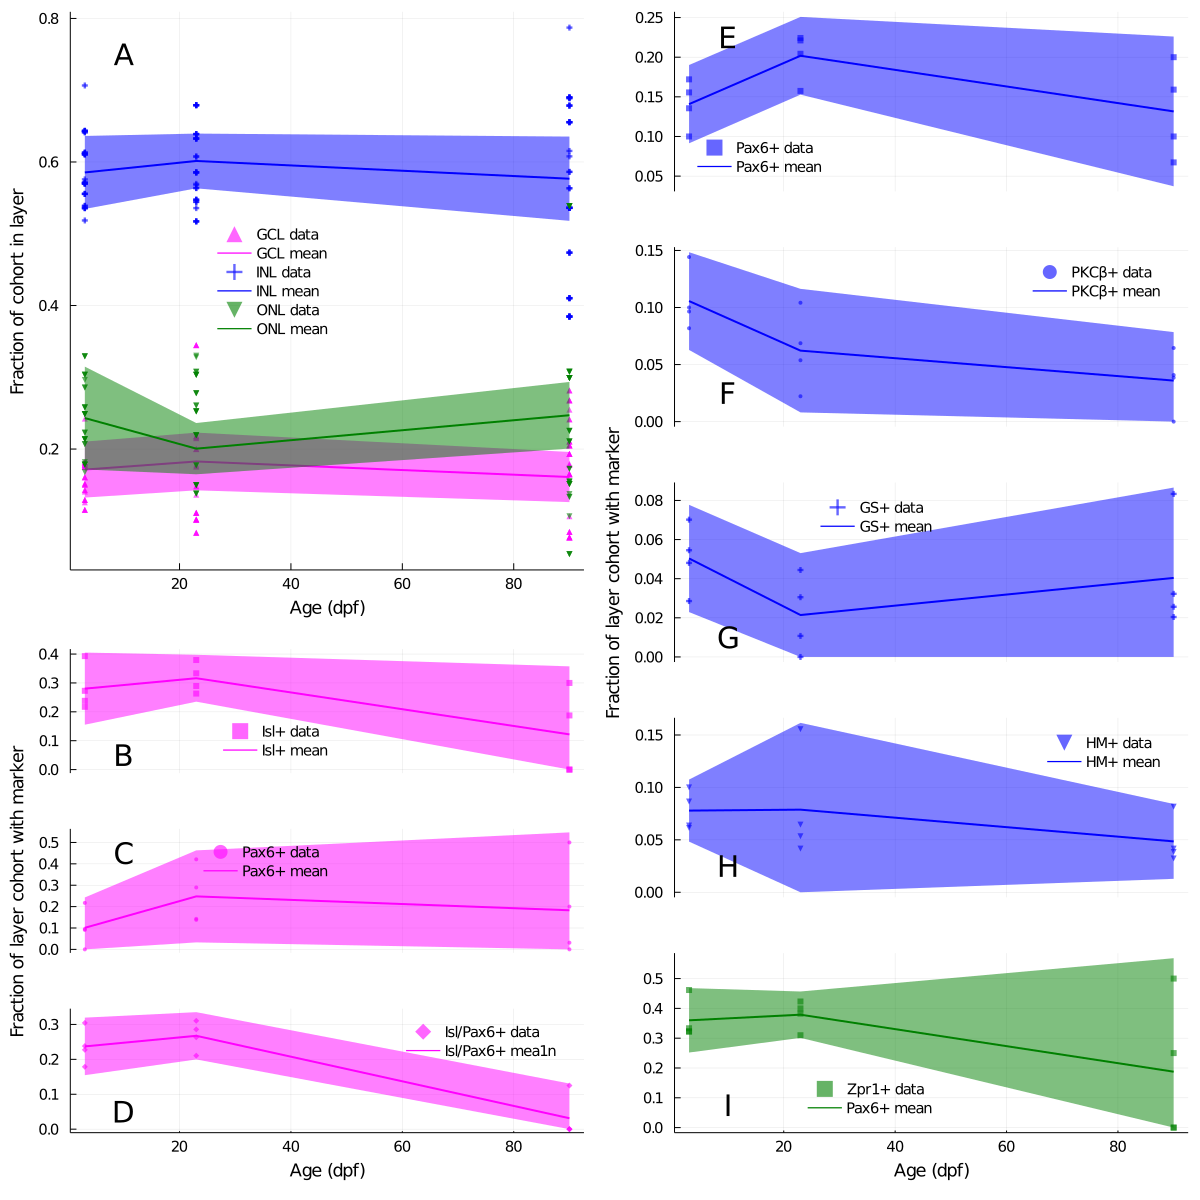 A
0.8
0.6
0.4
0.2
Fraction of cohort in layer
GCL data
GCL mean
INL data
INL mean
ONL data
ONL mean
20
40
60
80
Age (dpf)
B
0.4
0.3
0.2
0.1
0.0
Isl+ data
Isl+ mean
C
0.5
0.4
0.3
0.2
0.1
0.0
Pax6+ data
Pax6+ mean
Fraction of layer cohort with marker
D
0.3
0.2
0.1
0.0
Isl/Pax6+ data
Isl/Pax6+ mea1n
20
40
60
80
Age (dpf)
E
0.25
0.20
0.15
0.10
0.05
Pax6+ data
Pax6+ mean
F
0.15
0.10
0.05
0.00
PKCβ+ data
PKCβ+ mean
G
0.08
0.06
0.04
0.02
0.00
GS+ data
GS+ mean
Fraction of layer cohort with marker
H
0.15
0.10
0.05
0.00
HM+ data
HM+ mean
I
0.5
0.4
0.3
0.2
0.1
0.0
Zpr1+ data
Pax6+ mean
20
40
60
80
Age (dpf)